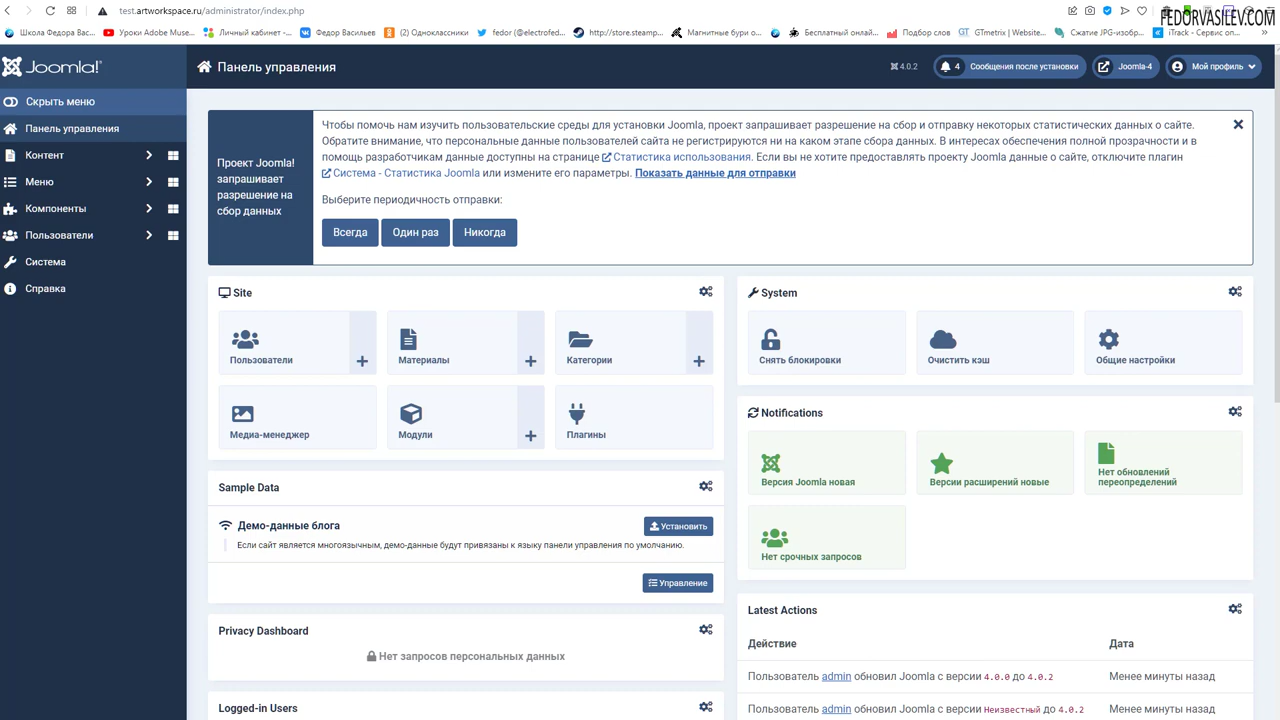 test.artworkspace.ru/administrator/index.php
FEDORVASILEV.COM
Школа Федора Вас...
Уроки Adobe Muse...
Личный кабинет -...
Федор Васильев
(2) Одноклассники
fedor (@electrofed...
http://store.steamp...
Магнитные бури о...
Бесплатный онлай...
Подбор слов
GTmetrix | Website...
Сжатие JPG-изобр...
iTrack - Сервис оп...
Joomla!
Панель управления
4.0.2
4
Сообщения после установки
Joomla-4
Мой профиль
Скрыть меню
Панель управления
Контент
Меню
Компоненты
Пользователи
Система
Справка
Проект Joomla!
запрашивает
разрешение на
сбор данных
Чтобы помочь нам изучить пользовательские среды для установки Joomla, проект запрашивает разрешение на сбор и отправку некоторых статистических данных о сайте.
Обратите внимание, что персональные данные пользователей сайта не регистрируются ни на каком этапе сбора данных. В интересах обеспечения полной прозрачности и в
помощь разработчикам данные доступны на странице Статистика использования. Если вы не хотите предоставлять проекту Joomla данные о сайте, отключите плагин
Система - Статистика Joomla или измените его параметры. Показать данные для отправки
Выберите периодичность отправки:
Всегда
Один раз
Никогда
Site
Пользователи
Материалы
Категории
Медиа-менеджер
Модули
Плагины
Sample Data
Демо-данные блога
Установить
Если сайт является многоязычным, демо-данные будут привязаны к языку панели управления по умолчанию.
Управление
Privacy Dashboard
Нет запросов персональных данных
Logged-in Users
System
Снять блокировки
Очистить кэш
Общие настройки
Notifications
Версия Joomla новая
Версии расширений новые
Нет обновлений
переопределений
Нет срочных запросов
Latest Actions
Действие
Дата
Пользователь admin обновил Joomla с версии 4.0.0 до 4.0.2
Менее минуты назад
Пользователь admin обновил Joomla с версии Неизвестный до 4.0.2
Менее минуты назад